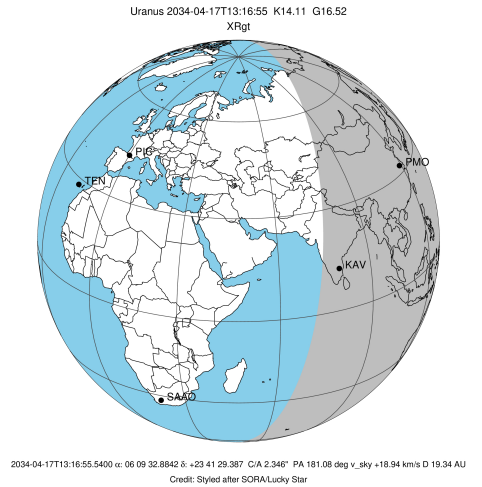 Uranus 2034-04-17T13:16:55  K14.11  G16.52
XRgt
PIC
PMO
TEN
KAV
SAAO
2034-04-17T13:16:55.5400 α: 06 09 32.8842 δ: +23 41 29.387  C/A 2.346"  PA 181.08 deg v_sky +18.94 km/s D 19.34 AU
Credit: Styled after SORA/Lucky Star